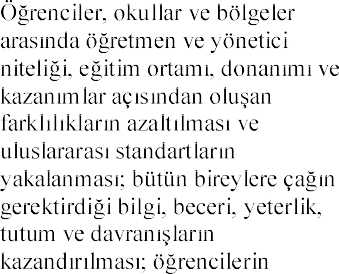 Öğrenciler, okullar ve bölgeler
arasında öğretmen ve yönetici
niteliği, eğitim ortamı, donanımı ve
kazanımlar açısından oluşan
farklılıkların azaltılması ve
uluslararası standartların
yakalanması; bütün bireylere çağın
gerektirdiği bilgi, beceri, yeterlik,
tutum ve davranışların
kazandırılması; öğrencilerin